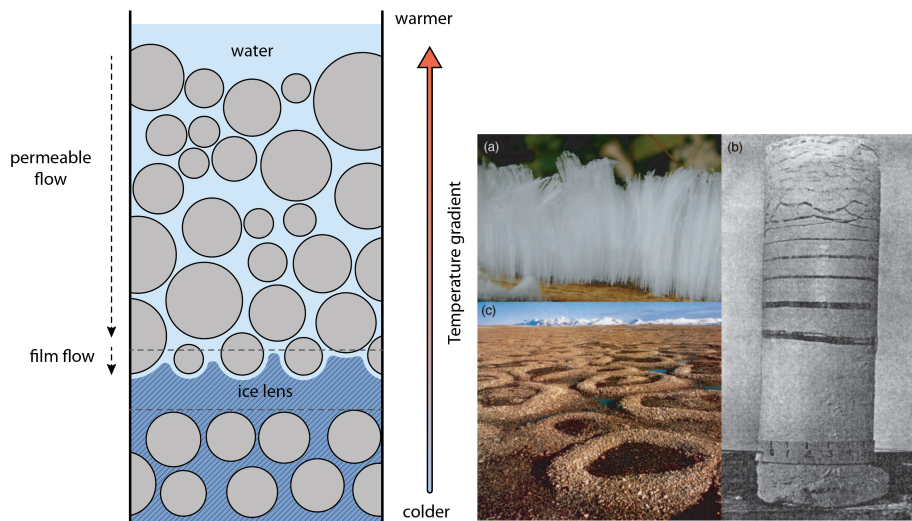 warmer
water
permeable
flow
Temperature gradient
film flow
ice lens
colder
(a)
(b)
(c)